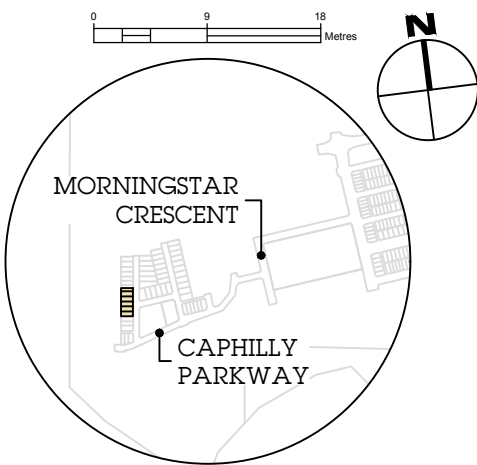 0 9 18
Metres
N
MORNINGSTAR
CRESCENT
CAPHILLY
PARKWAY